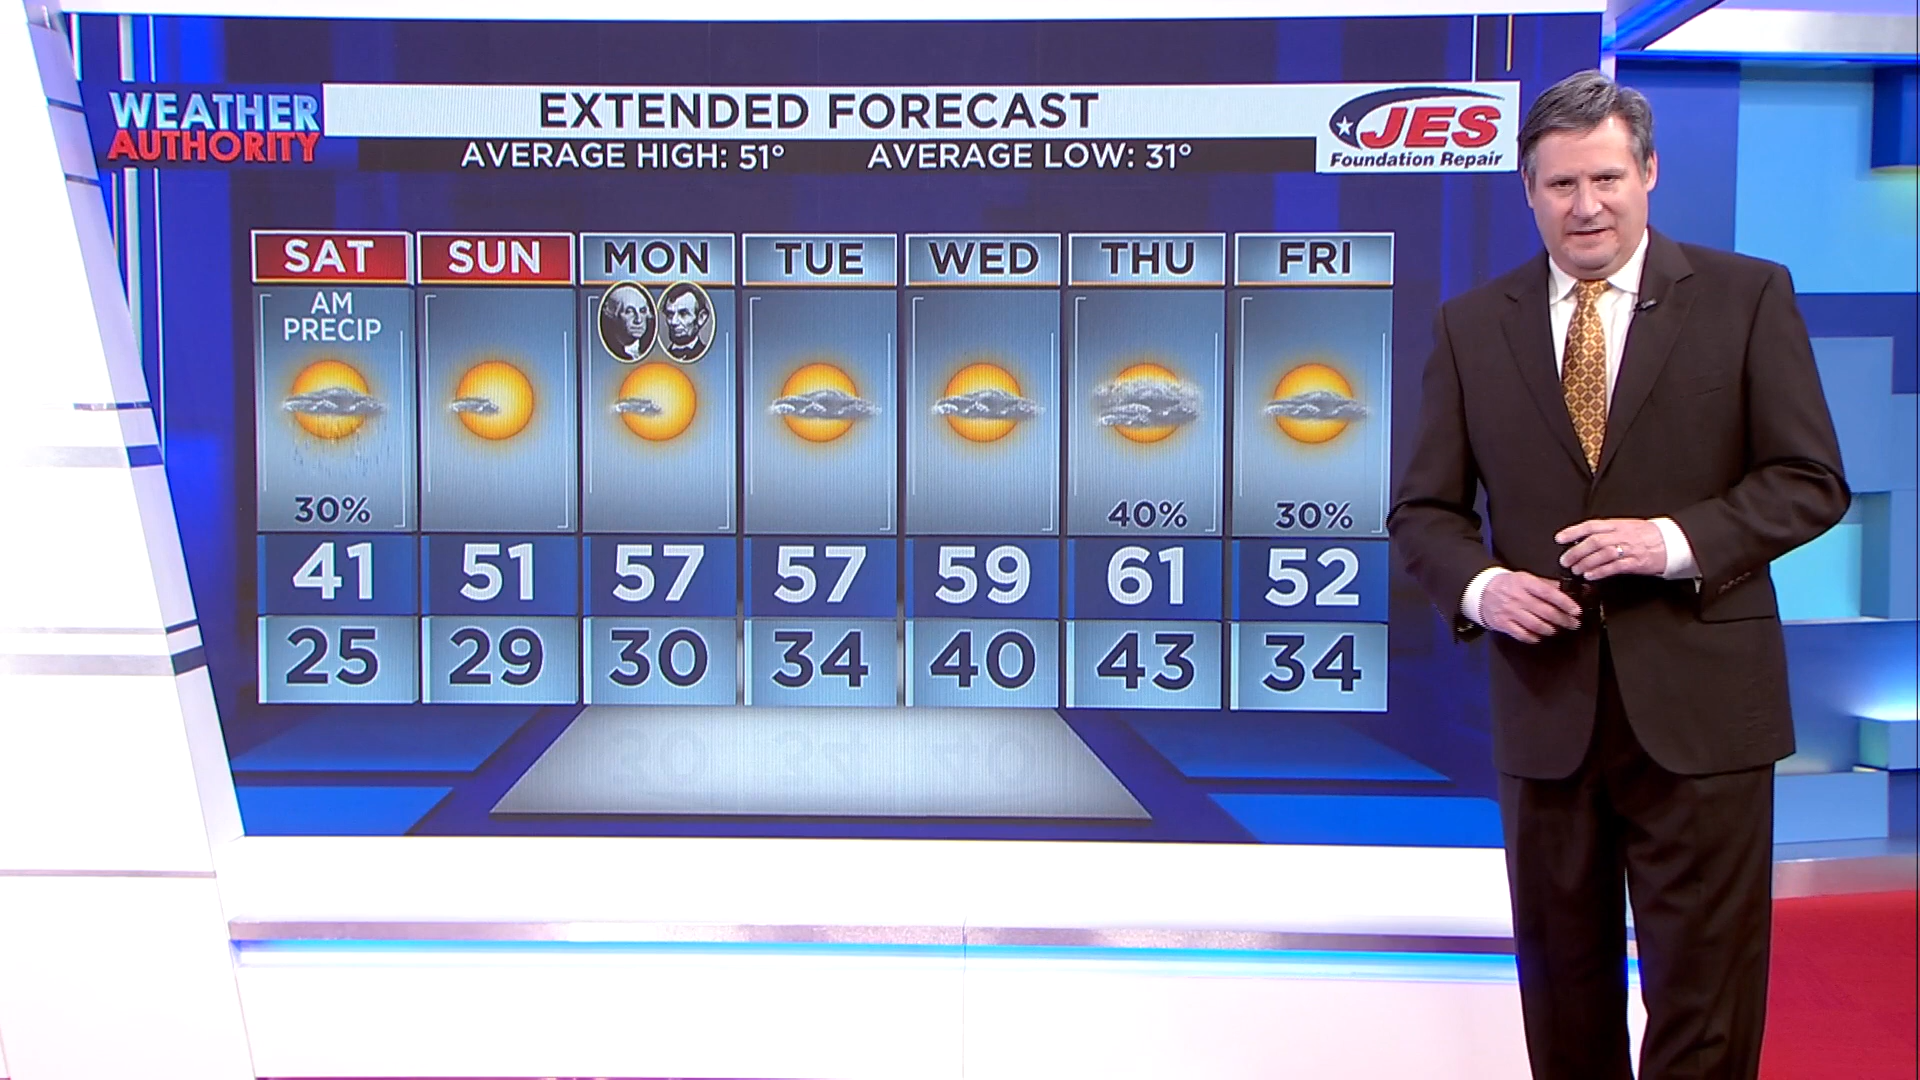 WEATHER
AUTHORITY
EXTENDED FORECAST
AVERAGE HIGH: 51° AVERAGE LOW: 31°
JES
Foundation Repair
SAT SUN MON TUE WED THU FRI
AM
PRECIP
30% 40% 30%
41 51 57 57 59 61 52
25 29 30 34 40 43 34